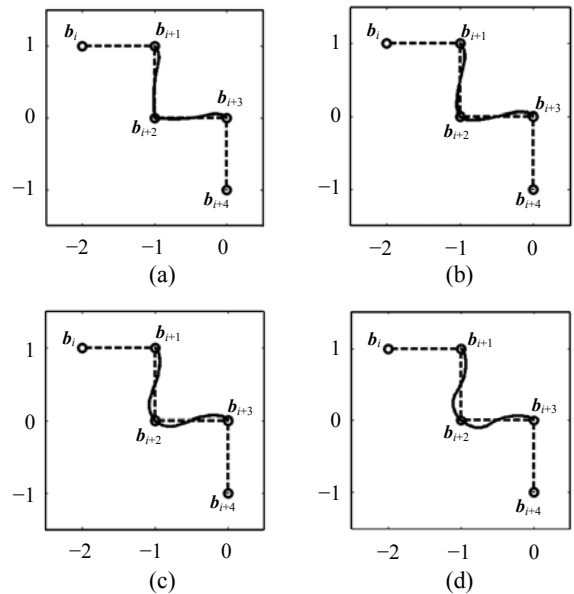 b_i b_{i+1}
1
b_{i+3}
0
b_{i+2}
−1
b_{i+4}
−2 −1 0
(a)
b_i b_{i+1}
1
b_{i+3}
0
b_{i+2}
−1
b_{i+4}
−2 −1 0
(b)
b_i b_{i+1}
1
b_{i+3}
0
b_{i+2}
−1
b_{i+4}
−2 −1 0
(c)
b_i b_{i+1}
1
b_{i+3}
0
b_{i+2}
−1
b_{i+4}
−2 −1 0
(d)